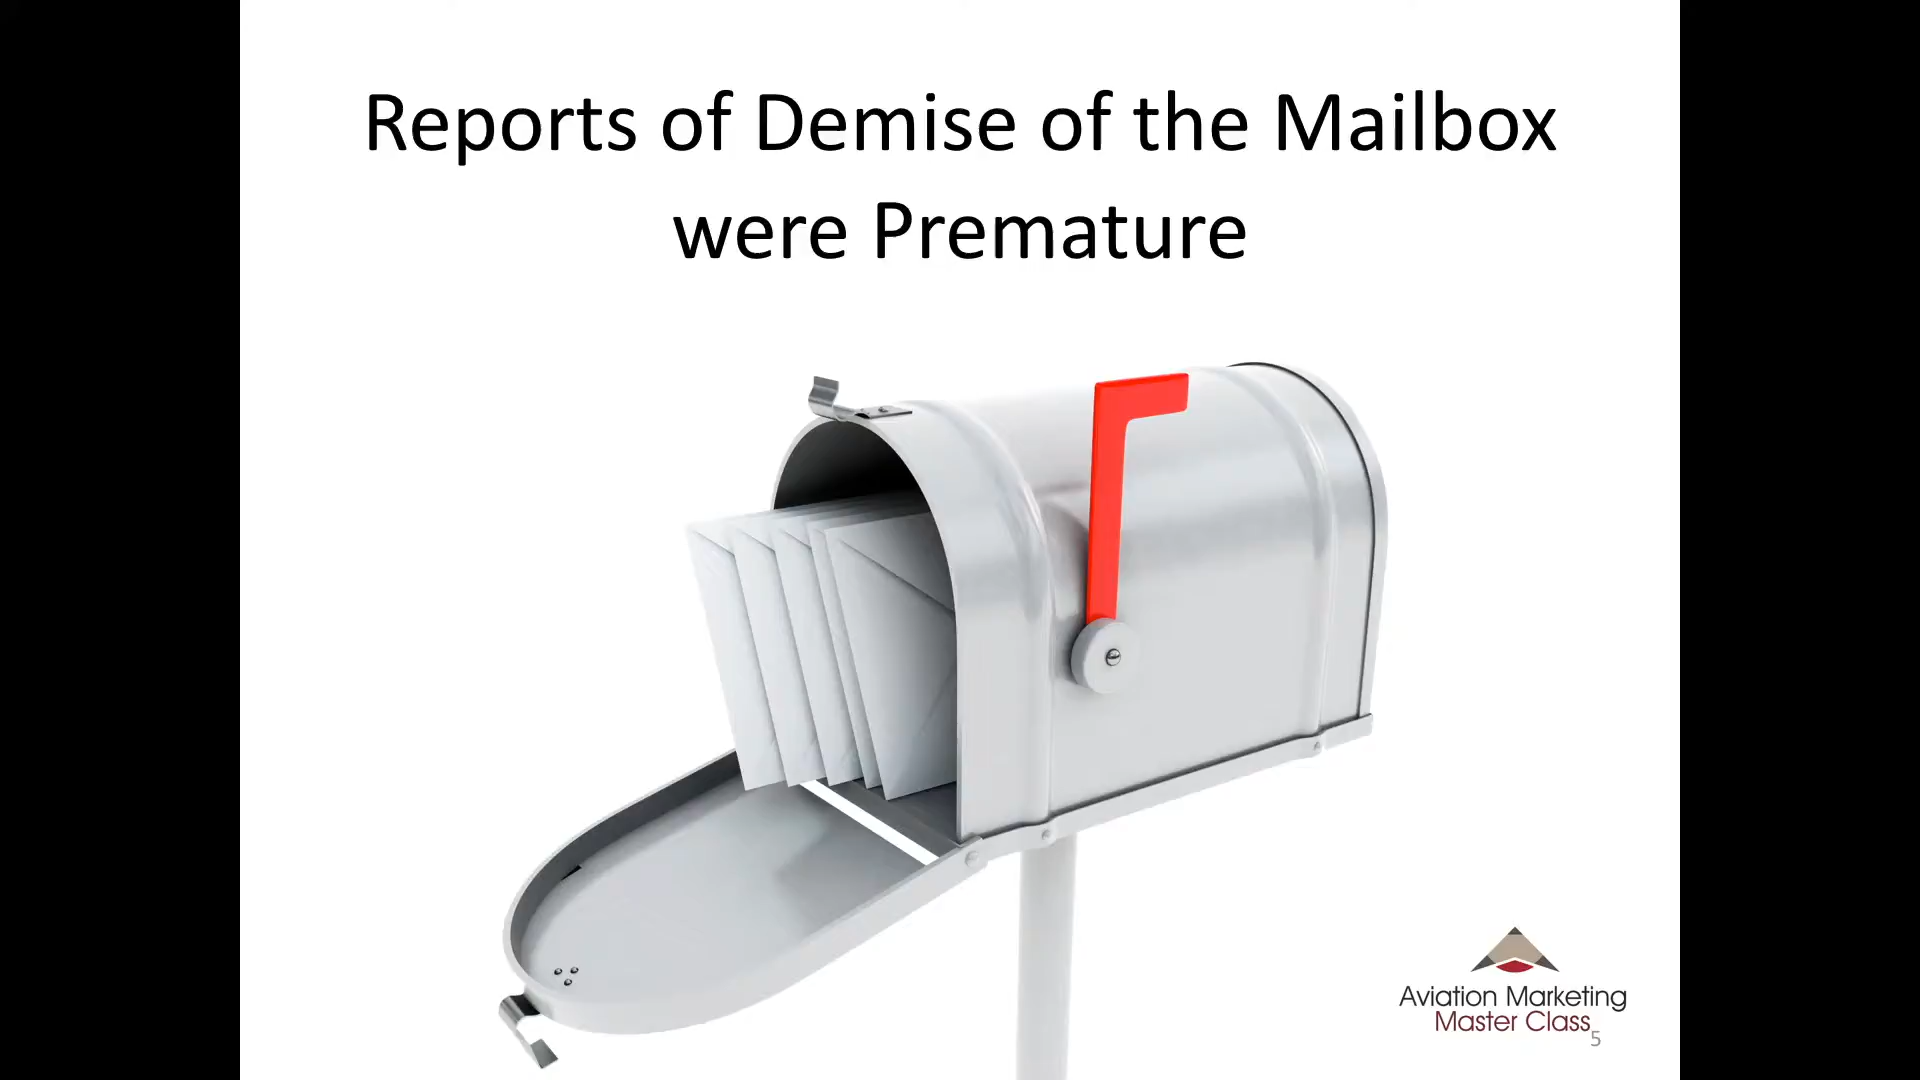 Reports of Demise of the Mailbox
were Premature
Aviation Marketing
Master Class
5